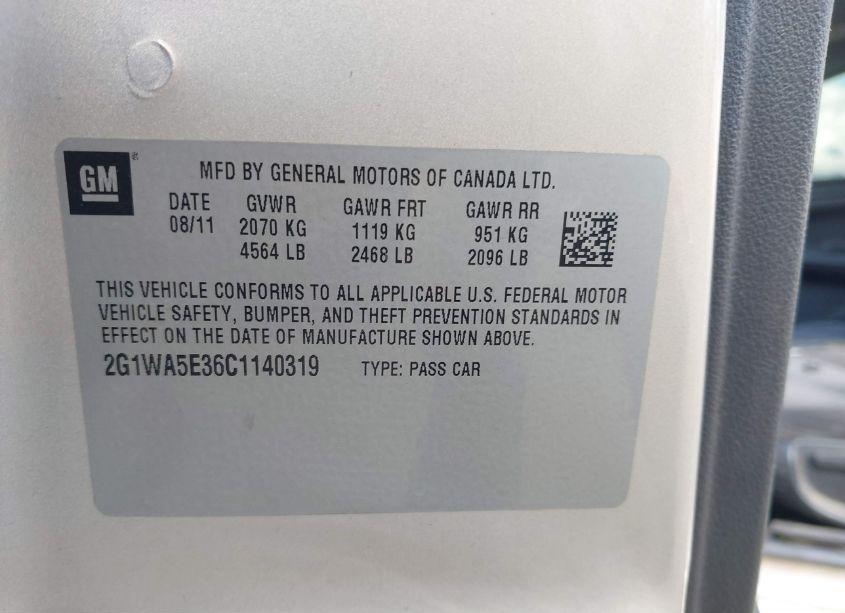 GM
MFD BY GENERAL MOTORS OF CANADA LTD.
DATE GVWR GAWR FRT GAWR RR
08/11 2070 KG 1119 KG 951 KG
4564 LB 2468 LB 2096 LB
THIS VEHICLE CONFORMS TO ALL APPLICABLE U.S. FEDERAL MOTOR
VEHICLE SAFETY, BUMPER, AND THEFT PREVENTION STANDARDS IN
EFFECT ON THE DATE OF MANUFACTURE SHOWN ABOVE.
2G1WA5E36C1140319 TYPE: PASS CAR